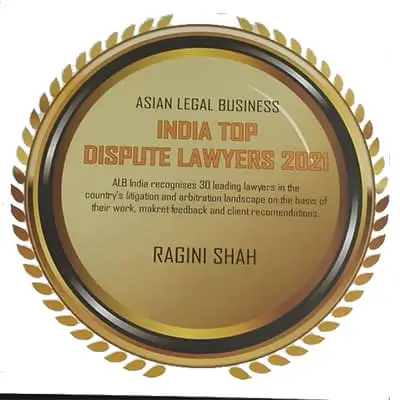 ASIAN LEGAL BUSINESS
INDIA TOP
DISPUTE LAWYERS 2021
ALB India recognises 30 leading lawyers in the
country's litigation and arbitration landscape on the basis of
their work, makret feedback and client recomendations.
RAGINI SHAH